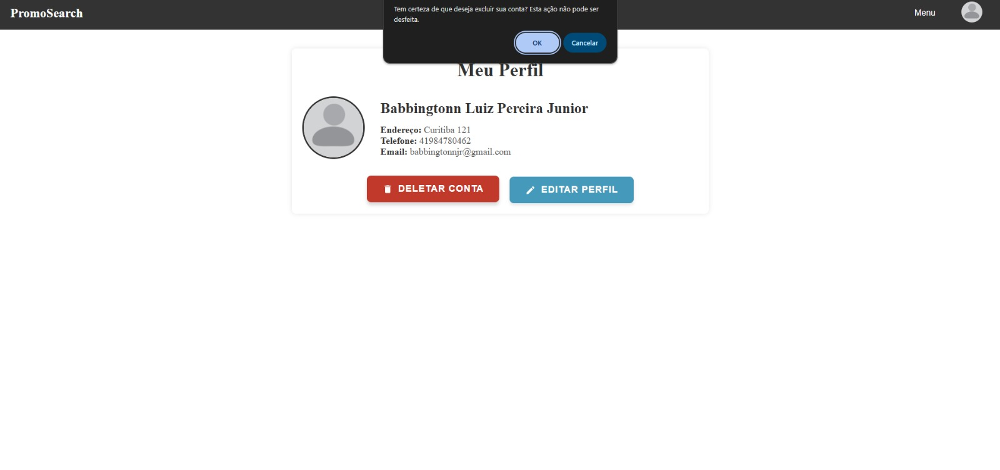 PromoSearch
Tem certeza de que deseja excluir sua conta? Esta ação não pode ser
desfeita.
OK
Cancelar
Menu
Meu Perfil
Babbingtonn Luiz Pereira Junior
Endereço: Curitiba 121
Telefone: 41984780462
Email: babbingtonnjr@gmail.com
DELETAR CONTA
EDITAR PERFIL